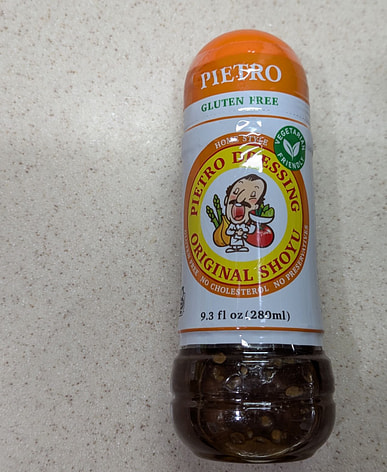 PIETRO
GLUTEN FREE
VEGETARIAN
FRIENDLY
HOME STYLE
PIETRO DRESSING
ORIGINAL SHOYU
NO CHOLESTEROL NO PRESERVATIVES
9.3 fl oz (280ml)